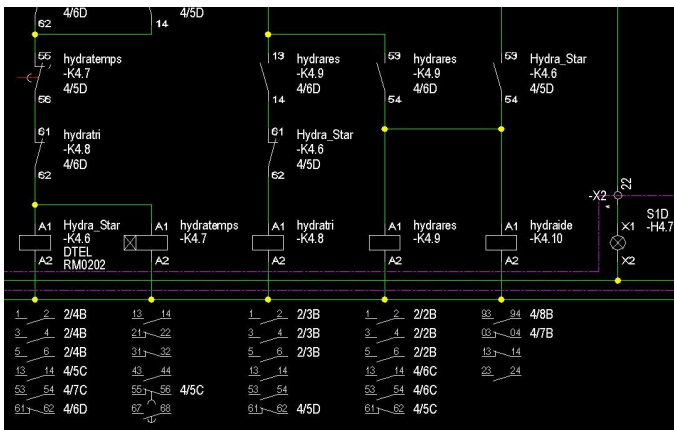 4/6D 4/5D
62 14
55 hydratemps 13 hydrares 53 hydrares 53 Hydra_Star
-K4.7 -K4.9 -K4.9 -K4.6
56 4/5D 14 4/6D 54 4/6D 54 4/5D
61 hydratri 61 Hydra_Star
-K4.8 -K4.6
62 4/6D 62 4/5D
-X2 22
A1 Hydra_Star A1 hydratemps A1 hydratri A1 hydrares A1 hydraide X1 S1D
-K4.6 -K4.7 -K4.8 -K4.9 -K4.10 -H4.7
DTEL
A2 RM0202 A2 A2 A2 A2 X2
1 2 2/4B 13 14 1 2 2/3B 1 2 2/2B 93 94 4/8B
3 4 2/4B 21 22 3 4 2/3B 3 4 2/2B 03 04 4/7B
5 6 2/4B 31 32 5 6 2/3B 5 6 2/2B 13 14
13 14 4/5C 43 44 13 14 13 14 4/6C 23 24
53 54 4/7C 55 56 4/5C 53 54 53 54 4/6C
61 62 4/6D 67 68 61 62 4/5D 61 62 4/5C